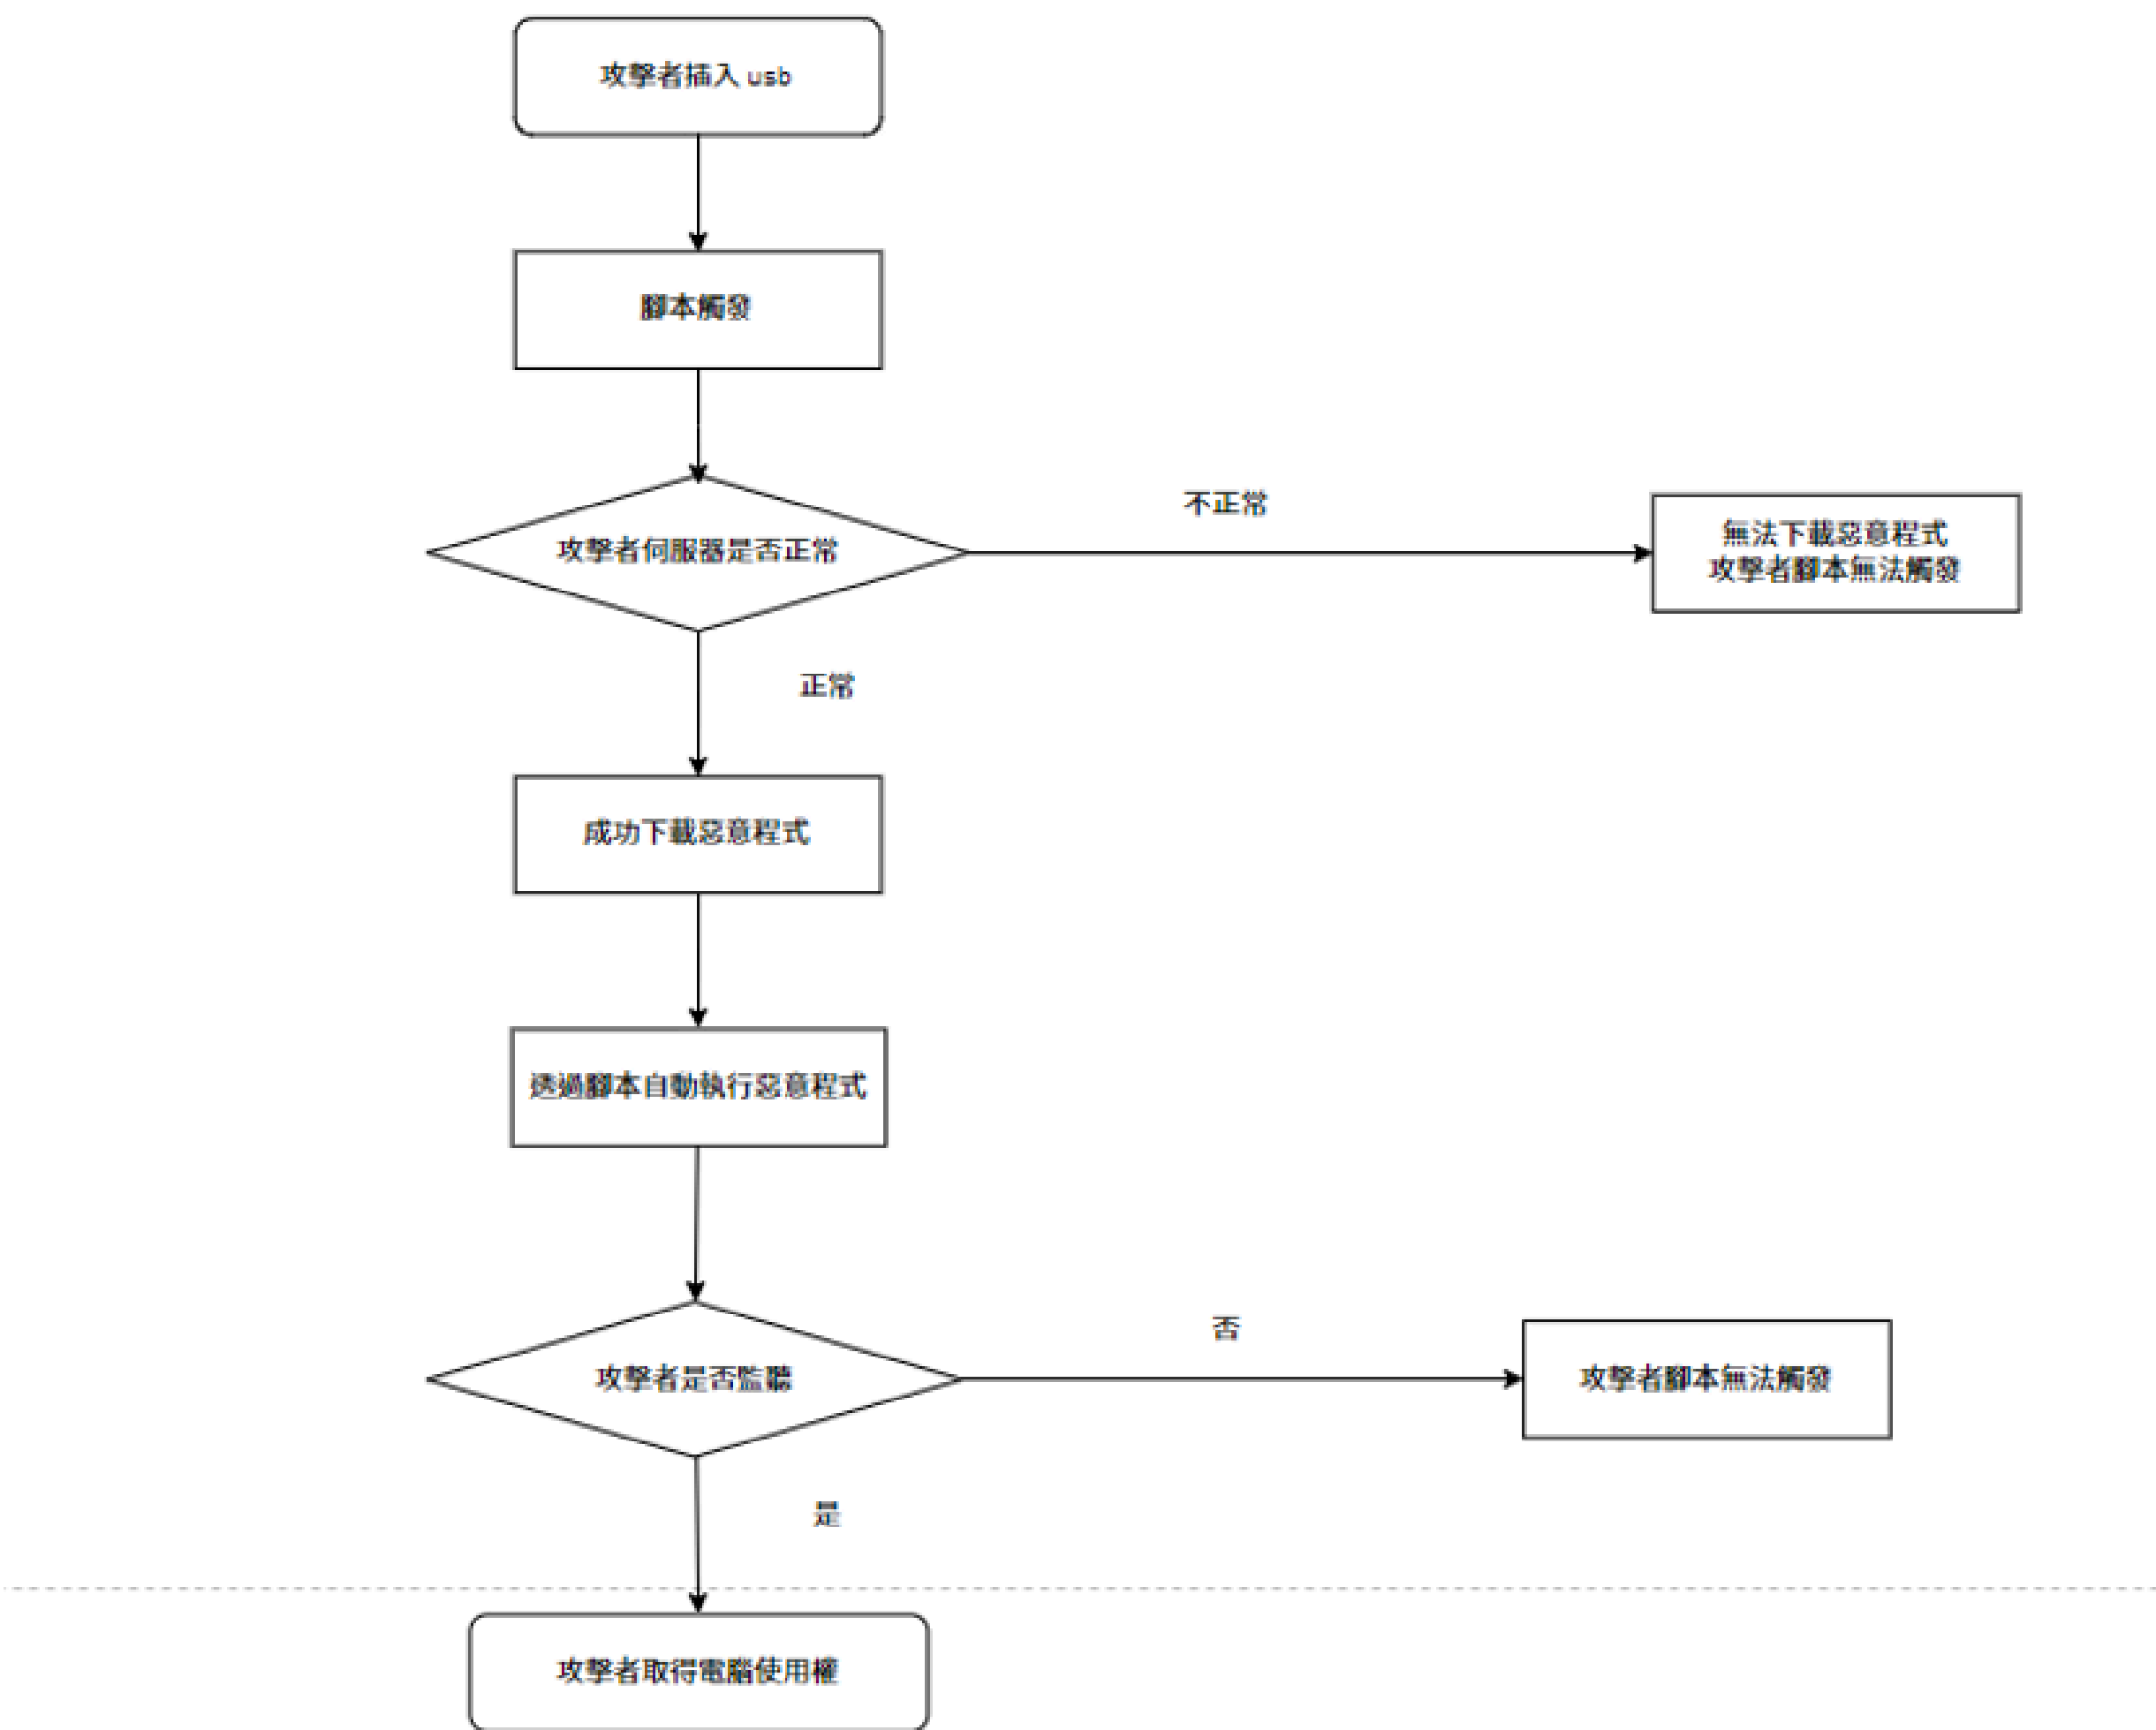 攻擊者插入 usb
腳本觸發
攻擊者伺服器是否正常
不正常
無法下載惡意程式
攻擊者腳本無法觸發
正常
成功下載惡意程式
透過腳本自動執行惡意程式
攻擊者是否監聽
否
攻擊者腳本無法觸發
是
攻擊者取得電腦使用權